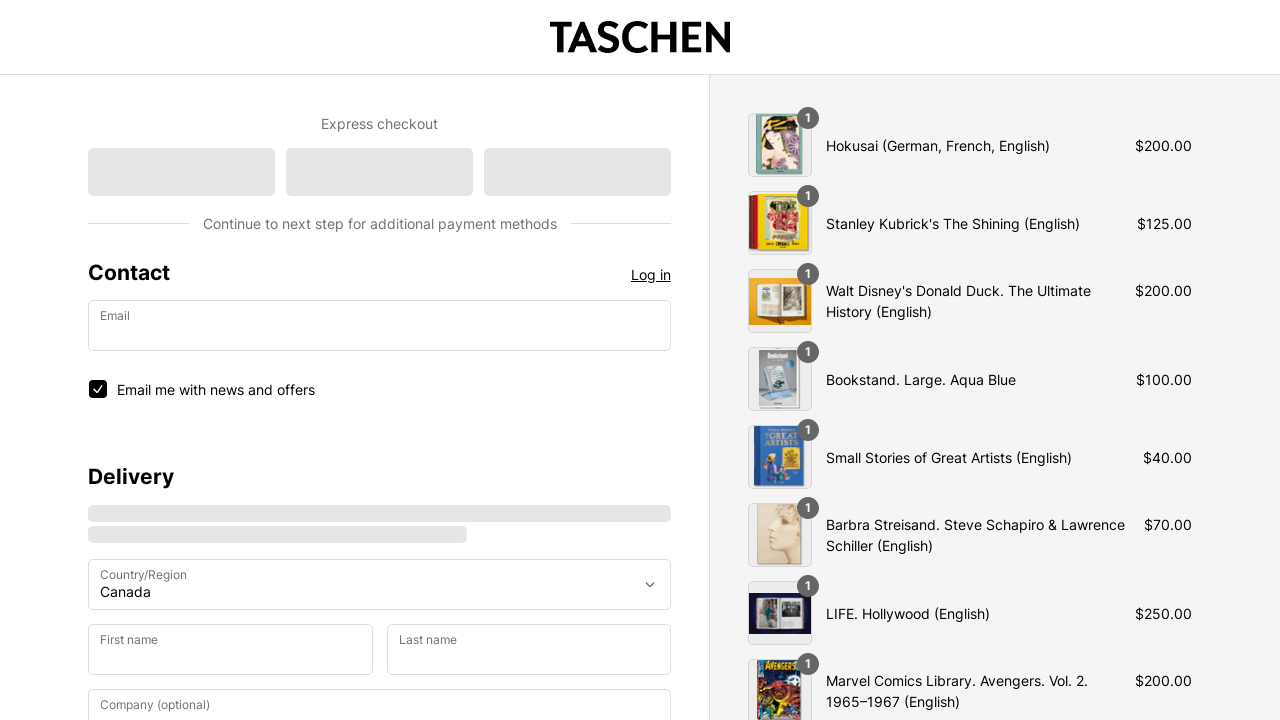 TASCHEN
Express checkout
Continue to next step for additional payment methods
Contact
Log in
Email
Email me with news and offers
Delivery
Country/Region
Canada
First name
Last name
Company (optional)
1
Hokusai (German, French, English)
$200.00
1
Stanley Kubrick's The Shining (English)
$125.00
1
Walt Disney's Donald Duck. The Ultimate
History (English)
$200.00
1
Bookstand. Large. Aqua Blue
$100.00
1
Small Stories of Great Artists (English)
$40.00
1
Barbra Streisand. Steve Schapiro & Lawrence
Schiller (English)
$70.00
1
LIFE. Hollywood (English)
$250.00
1
Marvel Comics Library. Avengers. Vol. 2.
1965–1967 (English)
$200.00
Bookstand
GREAT
ARTISTS
AVENGERS